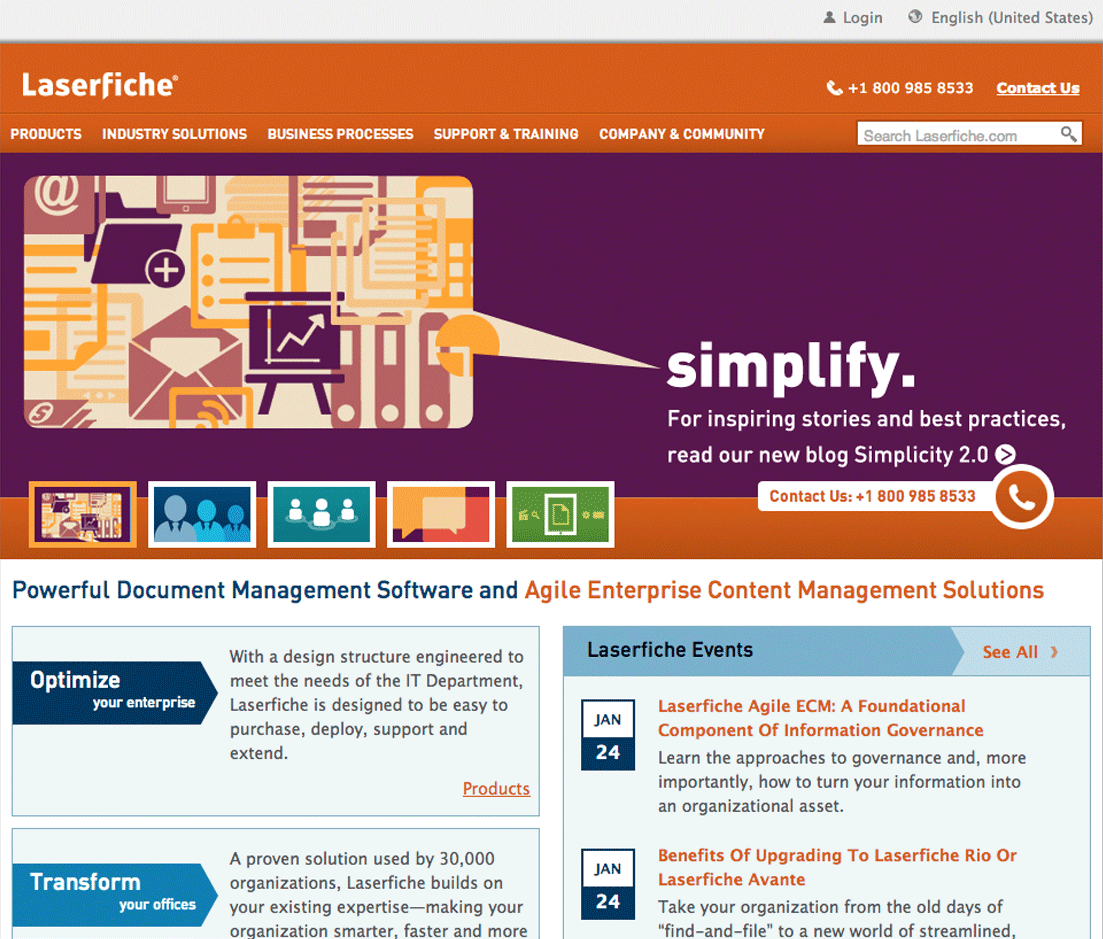 Login English (United States)
Laserfiche®
+1 800 985 8533 Contact Us
PRODUCTS INDUSTRY SOLUTIONS BUSINESS PROCESSES SUPPORT & TRAINING COMPANY & COMMUNITY
Search Laserfiche.com
@
simplify.
For inspiring stories and best practices,
read our new blog Simplicity 2.0
Contact Us: +1 800 985 8533
Powerful Document Management Software and Agile Enterprise Content Management Solutions
Optimize
your enterprise
With a design structure engineered to
meet the needs of the IT Department,
Laserfiche is designed to be easy to
purchase, deploy, support and
extend.
Products
Transform
your offices
A proven solution used by 30,000
organizations, Laserfiche builds on
your existing expertise—making your
organization smarter, faster and more
Laserfiche Events
See All
JAN
24
Laserfiche Agile ECM: A Foundational
Component Of Information Governance
Learn the approaches to governance and, more
importantly, how to turn your information into
an organizational asset.
JAN
24
Benefits Of Upgrading To Laserfiche Rio Or
Laserfiche Avante
Take your organization from the old days of
"find-and-file" to a new world of streamlined,